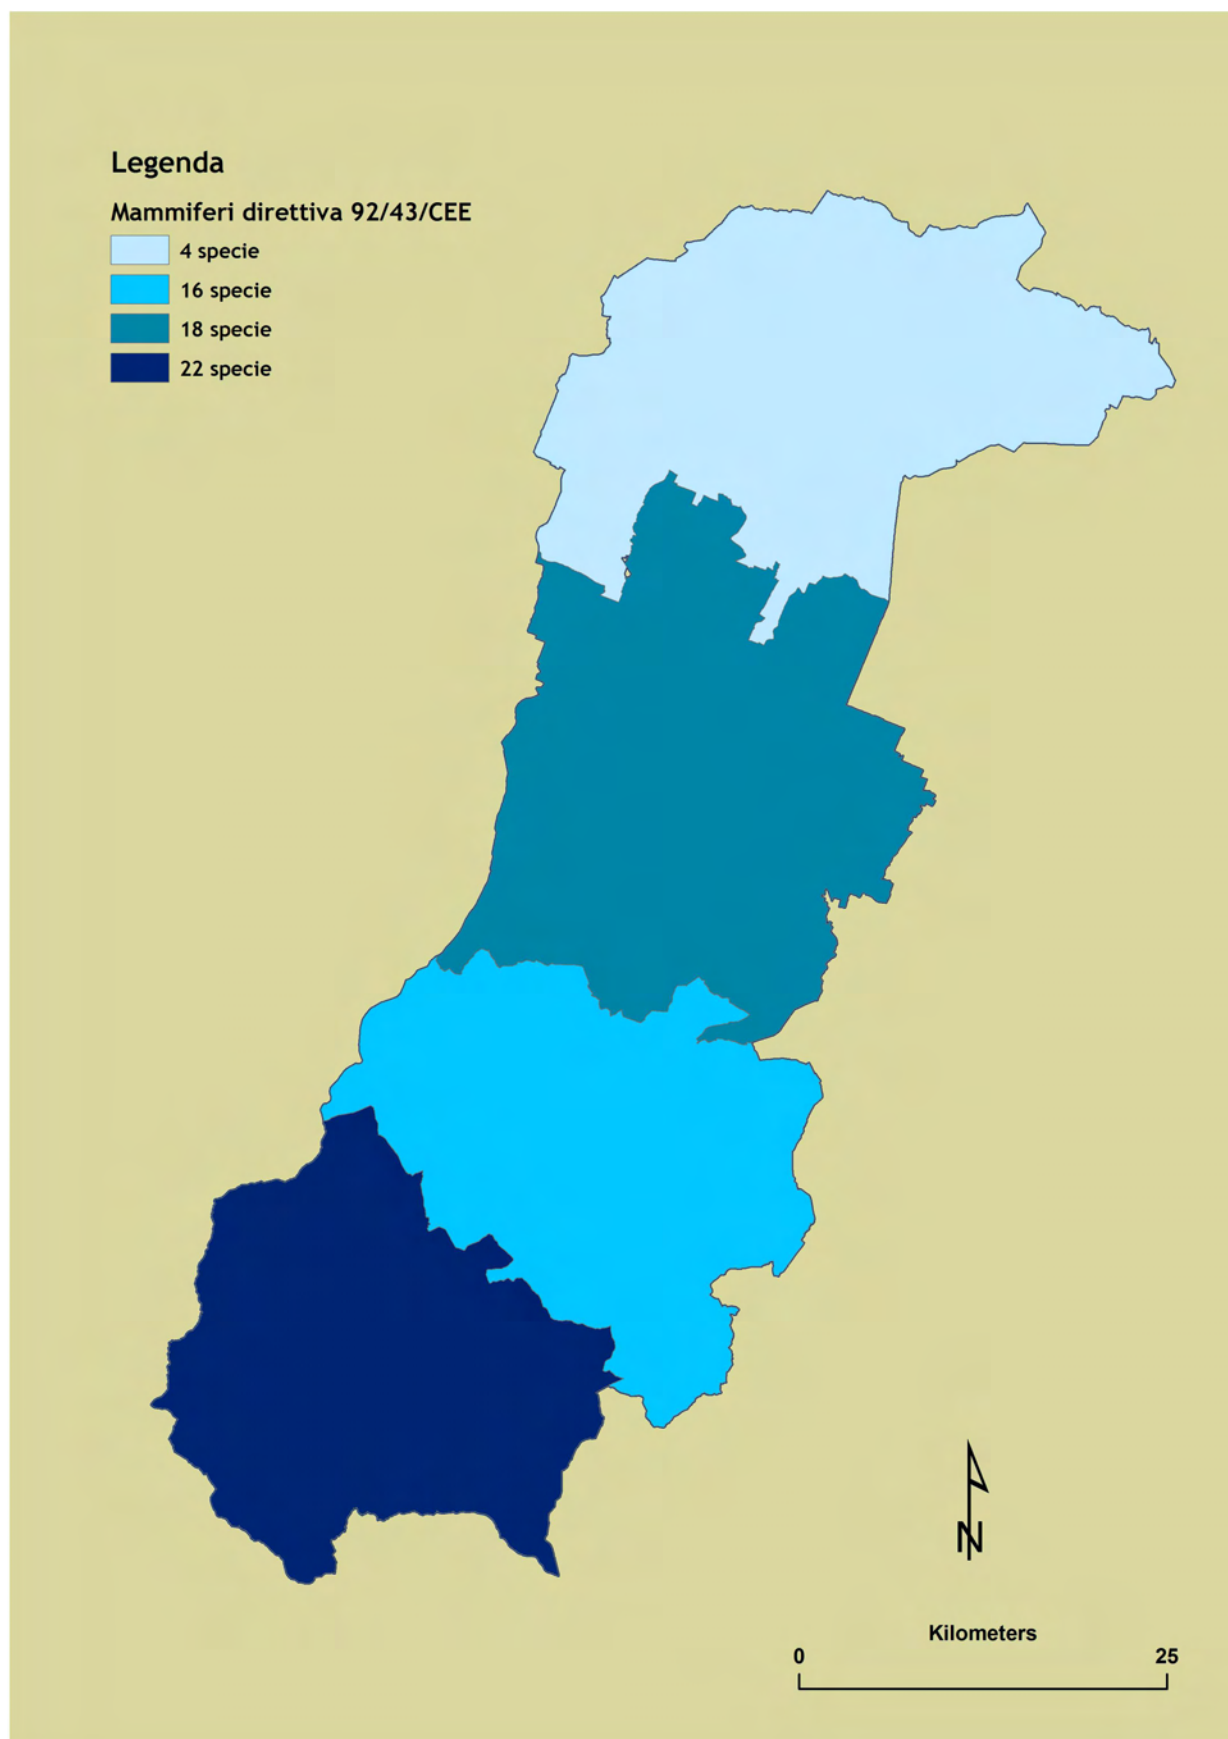 Legenda
Mammiferi direttiva 92/43/CEE
4 specie
16 specie
18 specie
22 specie
N
Kilometers
0 25